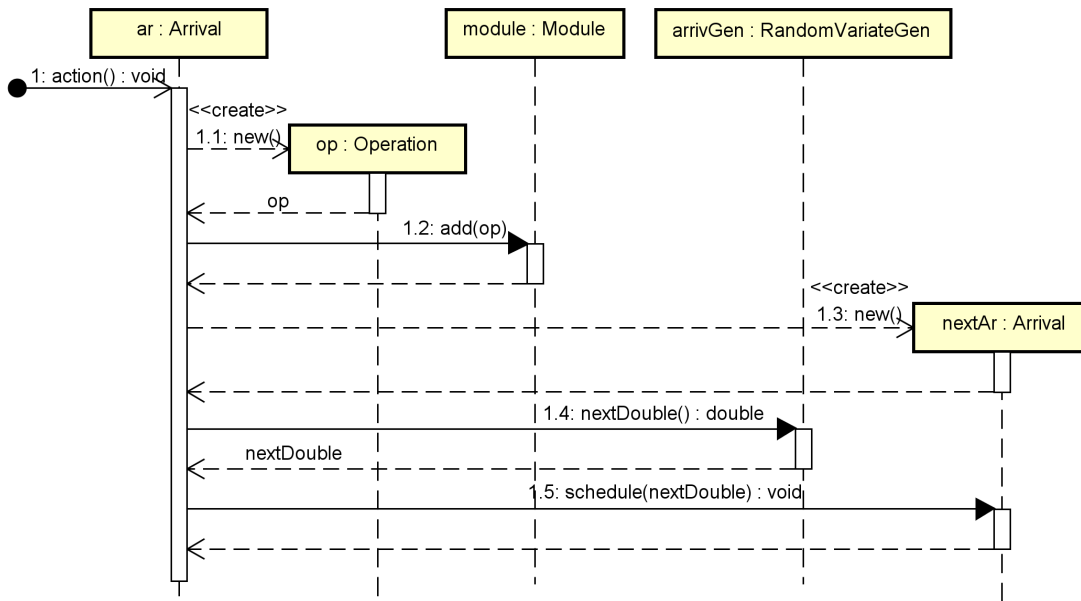 ar : Arrival
module : Module
arrivGen : RandomVariateGen
1: action() : void
<<create>>
1.1: new()
op : Operation
op
1.2: add(op)
<<create>>
1.3: new()
nextAr : Arrival
1.4: nextDouble() : double
nextDouble
1.5: schedule(nextDouble) : void